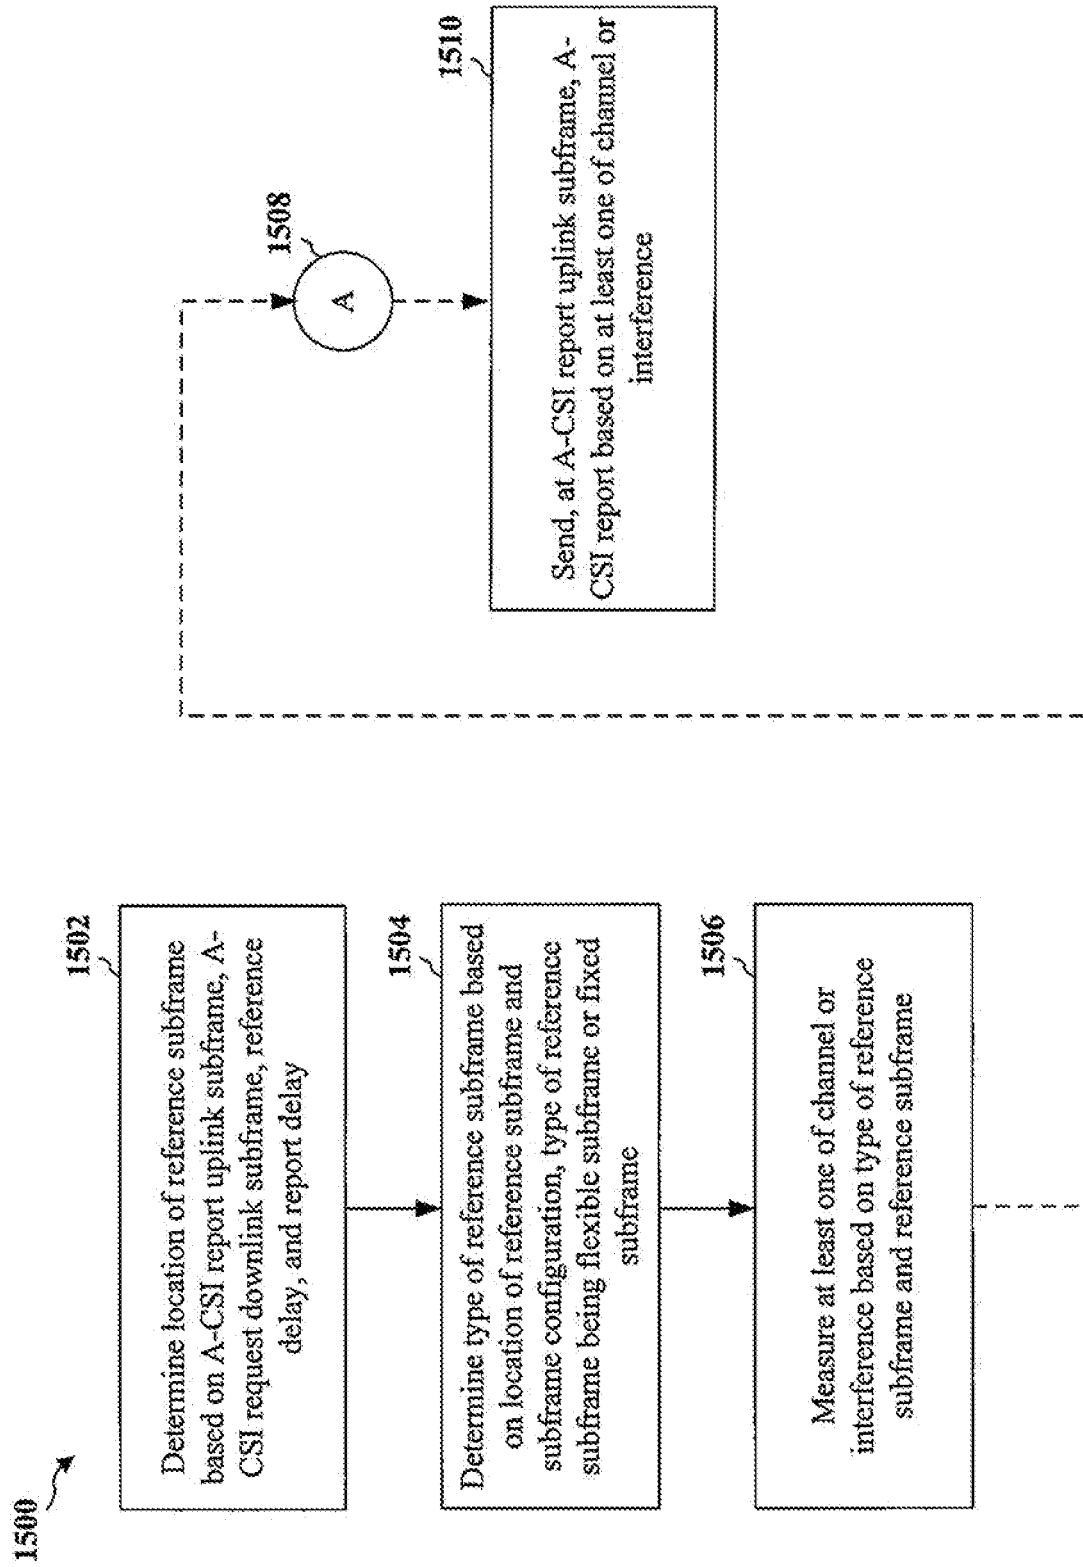 1500
1502
Determine location of reference subframe
based on A-CSI report uplink subframe, A-
CSI request downlink subframe, reference
delay, and report delay
1504
Determine type of reference subframe based
on location of reference subframe and
subframe configuration, type of reference
subframe being flexible subframe or fixed
subframe
1506
Measure at least one of channel or
interference based on type of reference
subframe and reference subframe
1508
A
1510
Send, at A-CSI report uplink subframe, A-
CSI report based on at least one of channel or
interference